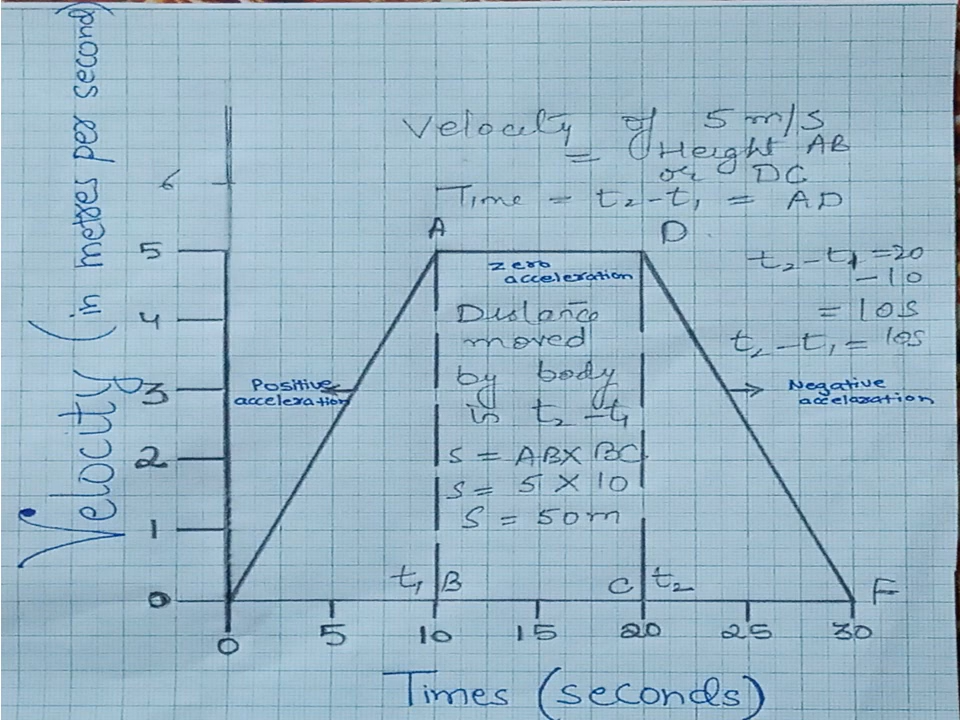 Velocity (in metres per second)
Velocity of 5 m/s
= Height AB
or DC
Time = t₂-t₁ = AD
6
5
4
3
2
1
0
A
D
zero
acceleration
t₂-t1 = 20
-10
= 10s
t₂-t₁ = 10s
Positive
acceleration
Distance
moved
by body
in t₂-t₁
S = AB X BC
S = 5 X 10
S = 50m
Negative
accelaration
t₁ B
C t₂
F
0 5 10 15 20 25 30
Times (seconds)